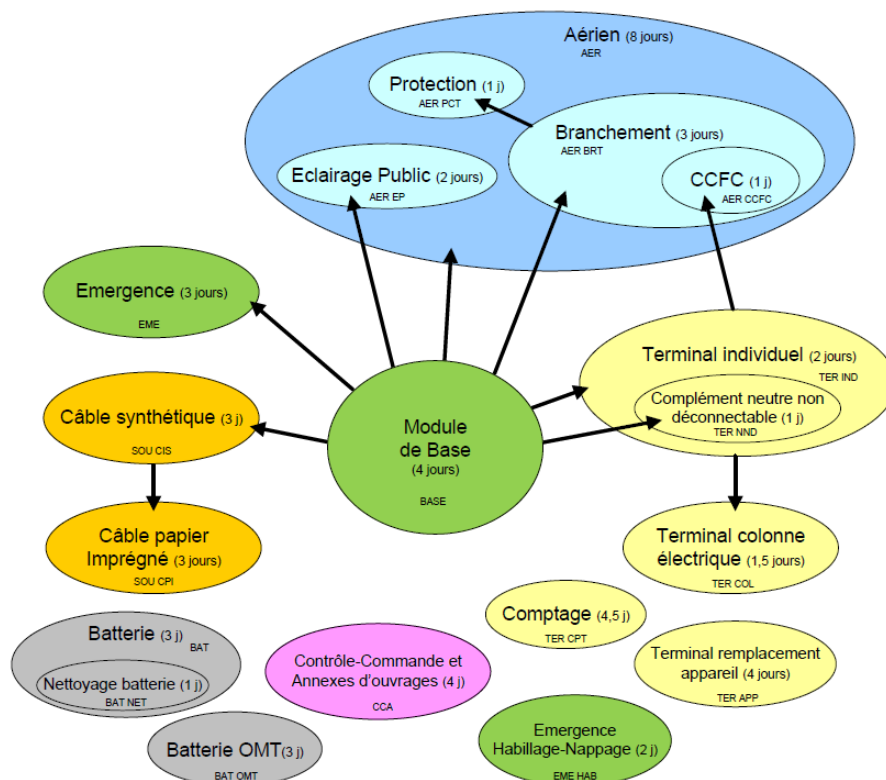 Aérien (8 jours)
AER
Protection (1 j)
AER PCT
Branchement (3 jours)
AER BRT
Eclairage Public (2 jours)
AER EP
CCFC (1 j)
AER CCFC
Emergence (3 jours)
EME
Terminal individuel (2 jours)
TER IND
Complément neutre non
déconnectable (1 j)
TER NND
Câble synthétique (3 j)
SOU CIS
Module
de Base
(4 jours)
BASE
Câble papier
Imprégné (3 jours)
SOU CPI
Terminal colonne
électrique (1,5 jours)
TER COL
Comptage (4,5 j)
TER CPT
Batterie (3 j)
BAT
Nettoyage batterie (1 j)
BAT NET
Contrôle-Commande et
Annexes d'ouvrages (4 j)
CCA
Terminal remplacement
appareil (4 jours)
TER APP
Batterie OMT(3 j)
BAT OMT
Emergence
Habillage-Nappage (2 j)
EME HAB